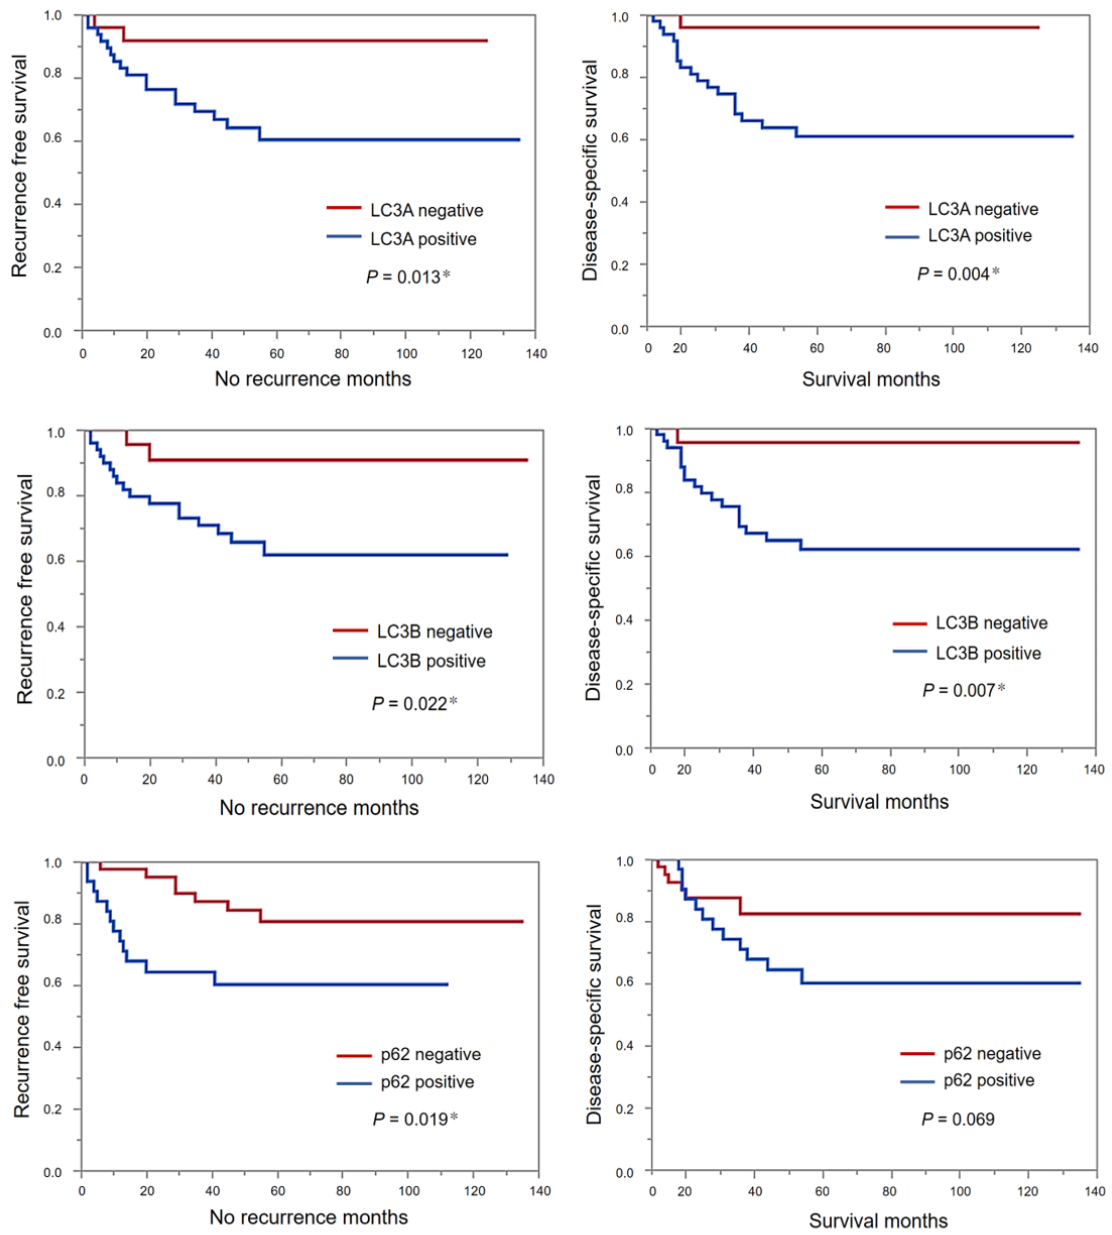 Recurrence free survival
1.0
0.8
0.6
0.4
0.2
0.0
LC3A negative
LC3A positive
P = 0.013*
0 20 40 60 80 100 120 140
No recurrence months
Disease-specific survival
1.0
0.8
0.6
0.4
0.2
0.0
LC3A negative
LC3A positive
P = 0.004*
0 20 40 60 80 100 120 140
Survival months
Recurrence free survival
1.0
0.8
0.6
0.4
0.2
0.0
LC3B negative
LC3B positive
P = 0.022*
0 20 40 60 80 100 120 140
No recurrence months
Disease-specific survival
1.0
0.8
0.6
0.4
0.2
0.0
LC3B negative
LC3B positive
P = 0.007*
0 20 40 60 80 100 120 140
Survival months
Recurrence free survival
1.0
0.8
0.6
0.4
0.2
0.0
p62 negative
p62 positive
P = 0.019*
0 20 40 60 80 100 120 140
No recurrence months
Disease-specific survival
1.0
0.8
0.6
0.4
0.2
0.0
p62 negative
p62 positive
P = 0.069
0 20 40 60 80 100 120 140
Survival months